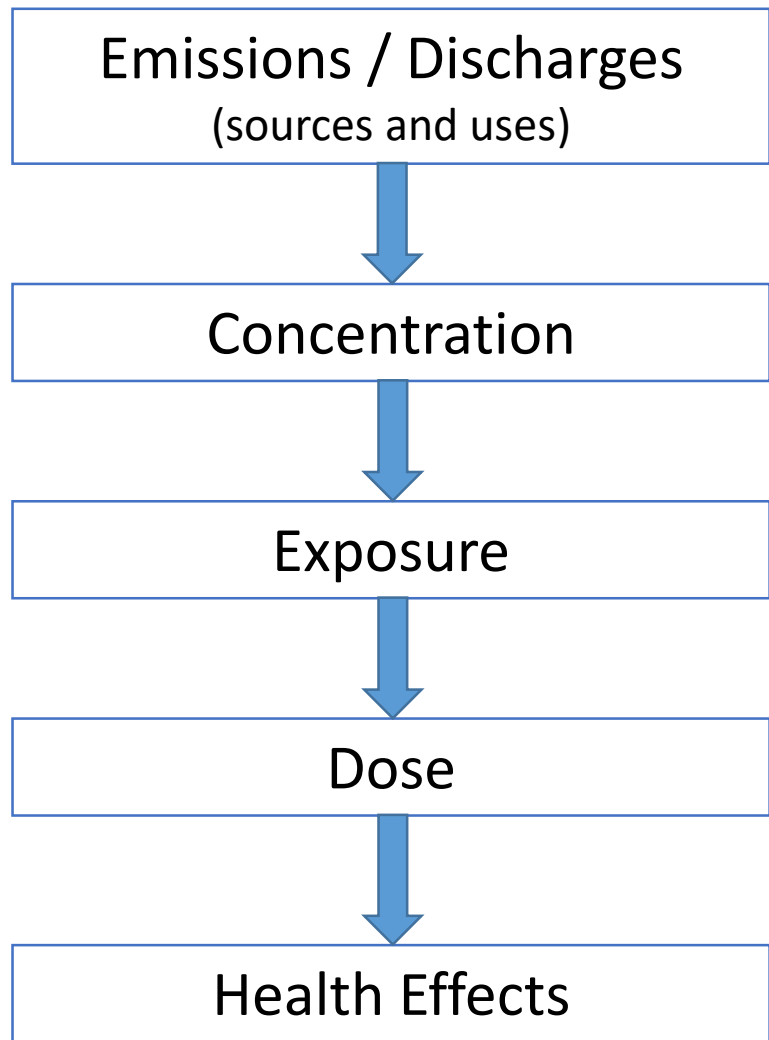 Emissions / Discharges
(sources and uses)
Concentration
Exposure
Dose
Health Effects